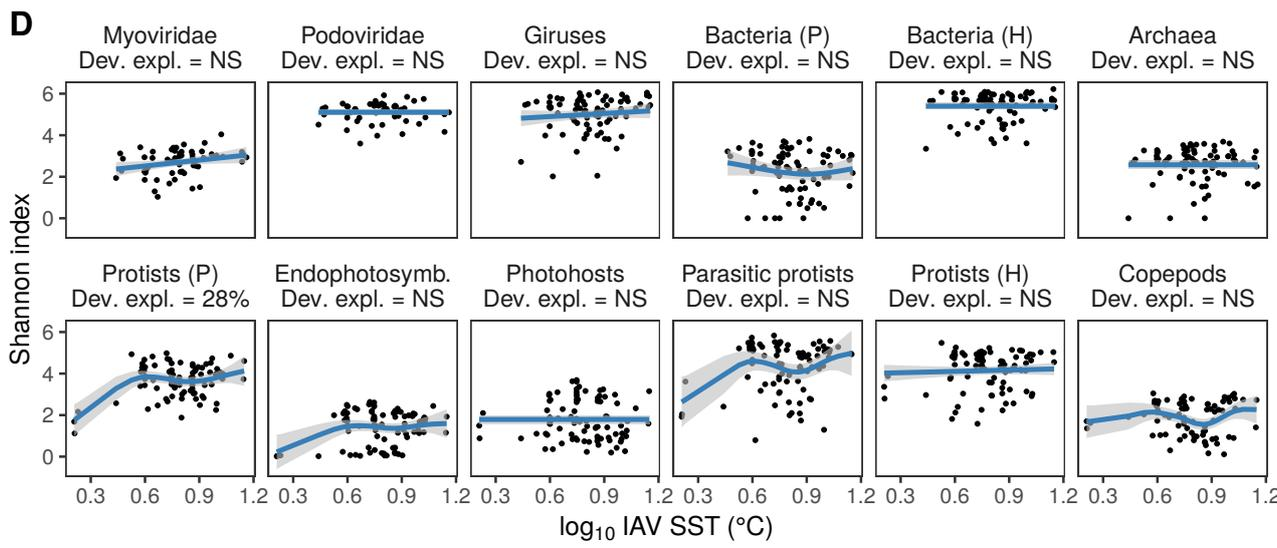 D
Myoviridae
Dev. expl. = NS
Podoviridae
Dev. expl. = NS
Giruses
Dev. expl. = NS
Bacteria (P)
Dev. expl. = NS
Bacteria (H)
Dev. expl. = NS
Archaea
Dev. expl. = NS
6
4
2
0
Shannon index
Protists (P)
Dev. expl. = 28%
Endophotosymb.
Dev. expl. = NS
Photohosts
Dev. expl. = NS
Parasitic protists
Dev. expl. = NS
Protists (H)
Dev. expl. = NS
Copepods
Dev. expl. = NS
6
4
2
0
0.3 0.6 0.9 1.2
0.3 0.6 0.9 1.2
0.3 0.6 0.9 1.2
0.3 0.6 0.9 1.2
0.3 0.6 0.9 1.2
0.3 0.6 0.9 1.2
log₁₀ IAV SST (°C)